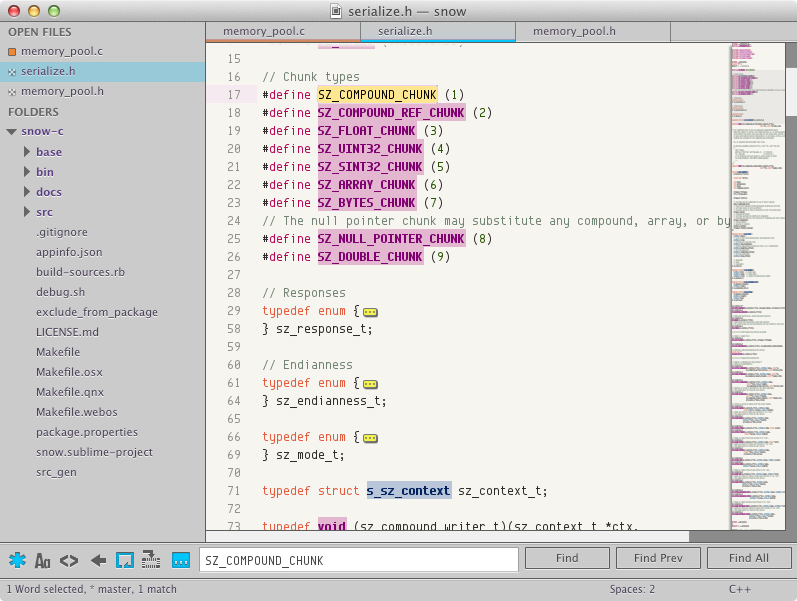 serialize.h — snow
OPEN FILES
memory_pool.c
serialize.h
memory_pool.h
FOLDERS
snow-c
base
bin
docs
src
.gitignore
appinfo.json
build-sources.rb
debug.sh
exclude_from_package
LICENSE.md
Makefile
Makefile.osx
Makefile.qnx
Makefile.webos
package.properties
snow.sublime-project
src_gen
memory_pool.c serialize.h memory_pool.h
15
16 // Chunk types
17 #define SZ_COMPOUND_CHUNK (1)
18 #define SZ_COMPOUND_REF_CHUNK (2)
19 #define SZ_FLOAT_CHUNK (3)
20 #define SZ_UINT32_CHUNK (4)
21 #define SZ_SINT32_CHUNK (5)
22 #define SZ_ARRAY_CHUNK (6)
23 #define SZ_BYTES_CHUNK (7)
24 // The null pointer chunk may substitute any compound, array, or by
25 #define SZ_NULL_POINTER_CHUNK (8)
26 #define SZ_DOUBLE_CHUNK (9)
27
28 // Responses
29 typedef enum {
58 } sz_response_t;
59
60 // Endianness
61 typedef enum {
64 } sz_endianness_t;
65
66 typedef enum {
69 } sz_mode_t;
70
71 typedef struct s_sz_context sz_context_t;
72
73 typedef void (sz_compound_writer_t)(sz_context_t *ctx,
Aa <> SZ_COMPOUND_CHUNK Find Find Prev Find All
1 Word selected, * master, 1 match Spaces: 2 C++